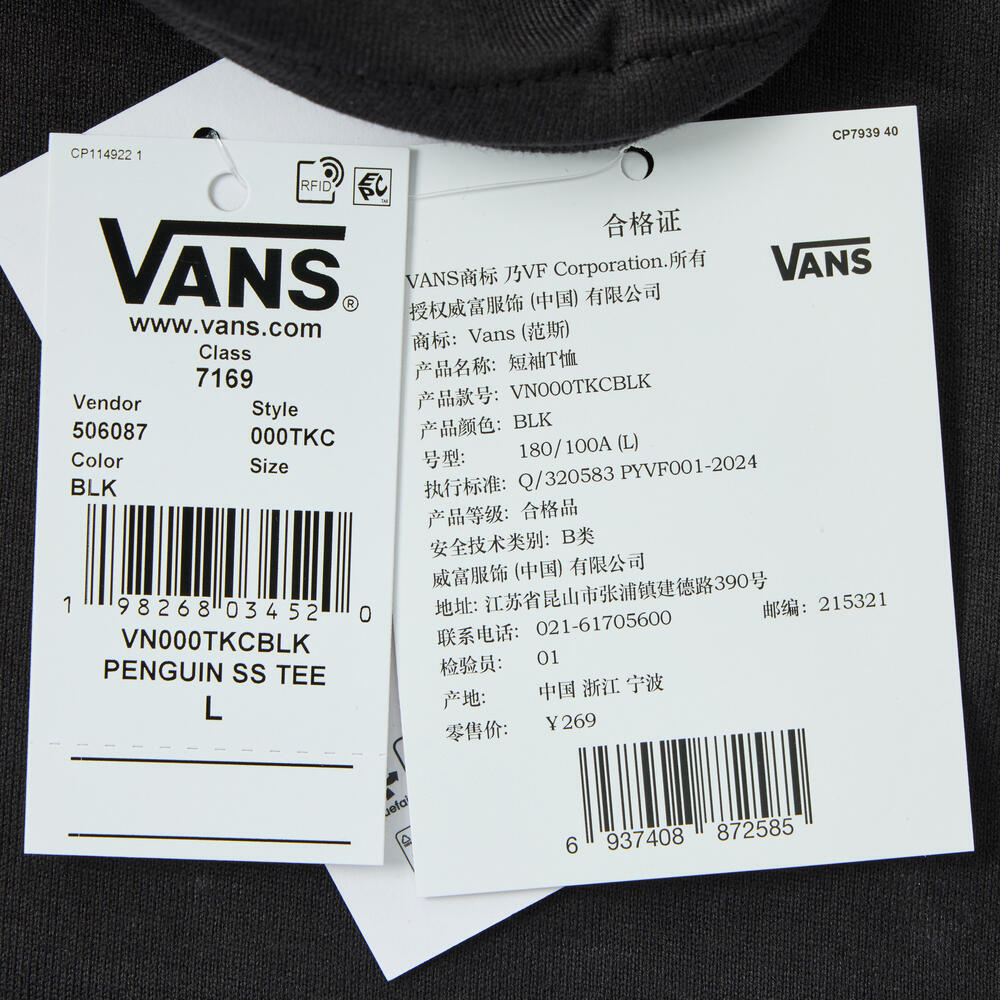 CP114922 1
RFID
EPC
TM
VANS®
www.vans.com
Class
7169
Vendor
506087
Style
000TKC
Color
BLK
Size
1 98268 03452 0
VN000TKCBLK
PENGUIN SS TEE
L
CP7939 40
合格证
VANS
VANS商标 乃VF Corporation.所有
授权威富服饰 (中国) 有限公司
商标: Vans (范斯)
产品名称: 短袖T恤
产品款号: VN000TKCBLK
产品颜色: BLK
号型: 180/100A (L)
执行标准: Q/320583 PYVF001-2024
产品等级: 合格品
安全技术类别: B类
威富服饰 (中国) 有限公司
地址: 江苏省昆山市张浦镇建德路390号
联系电话: 021-61705600 邮编: 215321
检验员: 01
产地: 中国 浙江 宁波
零售价: ¥269
6 937408 872585